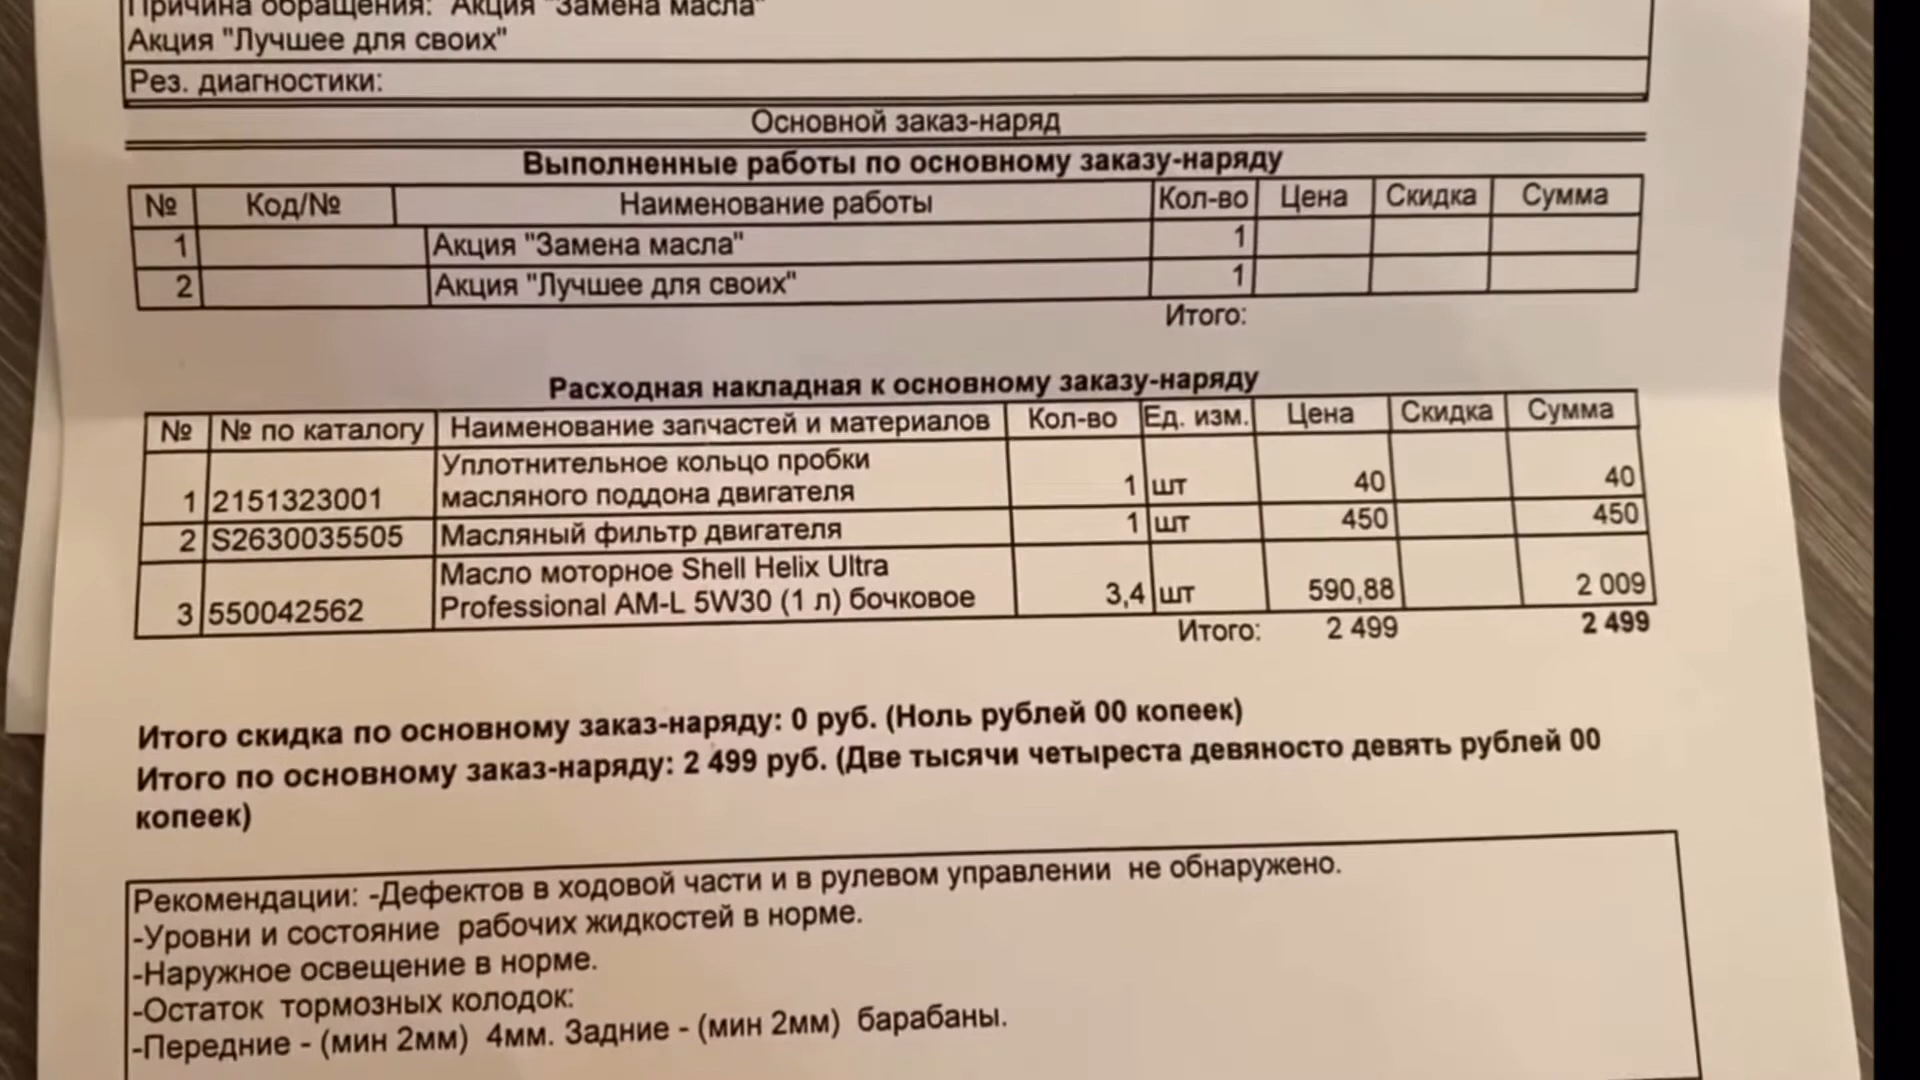 Причина обращения: Акция "Замена масла"
Акция "Лучшее для своих"
Рез. диагностики:
Основной заказ-наряд
Выполненные работы по основному заказу-наряду
№ Код/№ Наименование работы Кол-во Цена Скидка Сумма
1 Акция "Замена масла" 1
2 Акция "Лучшее для своих" 1
Итого:
Расходная накладная к основному заказу-наряду
№ № по каталогу Наименование запчастей и материалов Кол-во Ед. изм. Цена Скидка Сумма
Уплотнительное кольцо пробки
1 2151323001 масляного поддона двигателя 1 шт 40 40
2 S2630035505 Масляный фильтр двигателя 1 шт 450 450
Масло моторное Shell Helix Ultra
3 550042562 Professional AM-L 5W30 (1 л) бочковое 3,4 шт 590,88 2 009
Итого: 2 499 2 499
Итого скидка по основному заказ-наряду: 0 руб. (Ноль рублей 00 копеек)
Итого по основному заказ-наряду: 2 499 руб. (Две тысячи четыреста девяносто девять рублей 00
копеек)
Рекомендации: -Дефектов в ходовой части и в рулевом управлении не обнаружено.
-Уровни и состояние рабочих жидкостей в норме.
-Наружное освещение в норме.
-Остаток тормозных колодок:
-Передние - (мин 2мм) 4мм. Задние - (мин 2мм) барабаны.